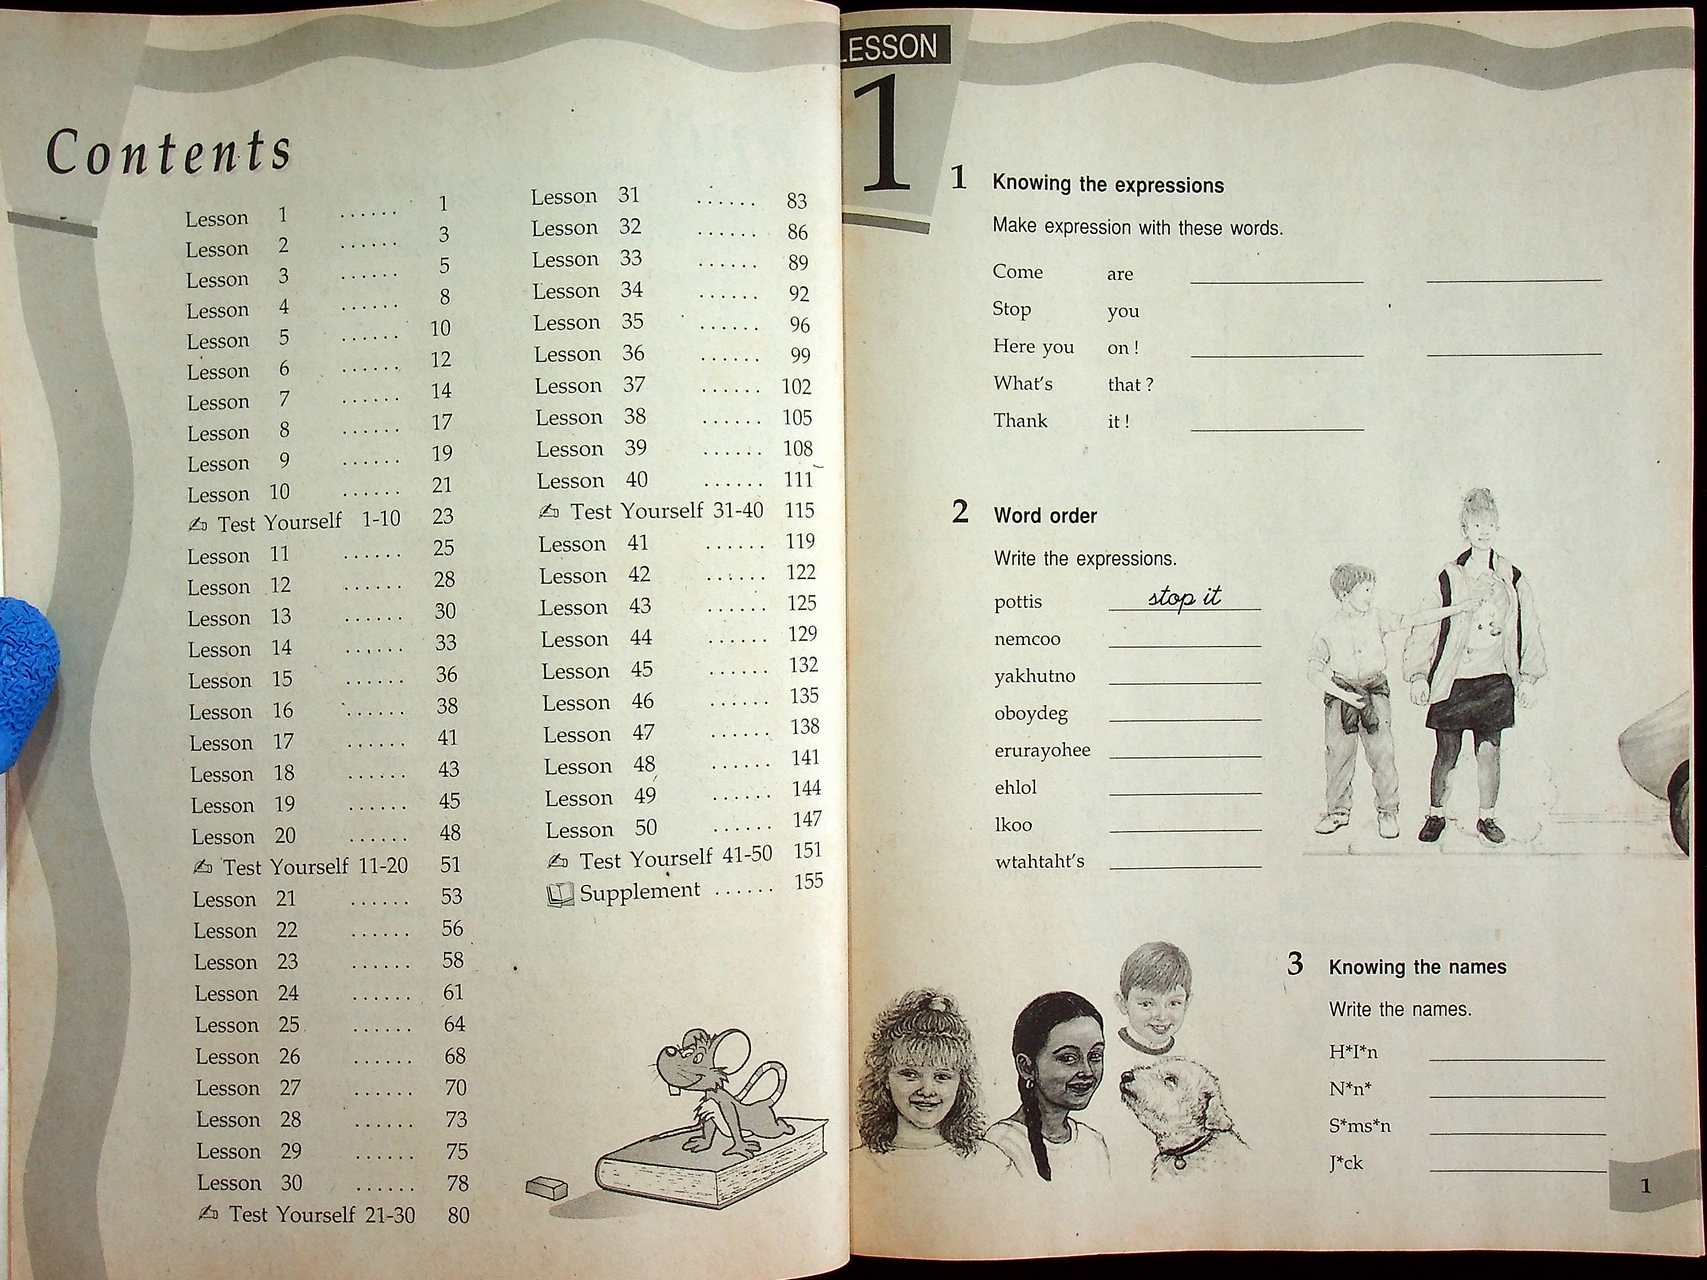 Contents
Lesson 1 ...... 1
Lesson 2 ...... 3
Lesson 3 ...... 5
Lesson 4 ...... 8
Lesson 5 ...... 10
Lesson 6 ...... 12
Lesson 7 ...... 14
Lesson 8 ...... 17
Lesson 9 ...... 19
Lesson 10 ...... 21
Test Yourself 1-10 23
Lesson 11 ...... 25
Lesson 12 ...... 28
Lesson 13 ...... 30
Lesson 14 ...... 33
Lesson 15 ...... 36
Lesson 16 ...... 38
Lesson 17 ...... 41
Lesson 18 ...... 43
Lesson 19 ...... 45
Lesson 20 ...... 48
Test Yourself 11-20 51
Lesson 21 ...... 53
Lesson 22 ...... 56
Lesson 23 ...... 58
Lesson 24 ...... 61
Lesson 25 ...... 64
Lesson 26 ...... 68
Lesson 27 ...... 70
Lesson 28 ...... 73
Lesson 29 ...... 75
Lesson 30 ...... 78
Test Yourself 21-30 80
Lesson 31 ...... 83
Lesson 32 ...... 86
Lesson 33 ...... 89
Lesson 34 ...... 92
Lesson 35 ...... 96
Lesson 36 ...... 99
Lesson 37 ...... 102
Lesson 38 ...... 105
Lesson 39 ...... 108
Lesson 40 ...... 111
Test Yourself 31-40 115
Lesson 41 ...... 119
Lesson 42 ...... 122
Lesson 43 ...... 125
Lesson 44 ...... 129
Lesson 45 ...... 132
Lesson 46 ...... 135
Lesson 47 ...... 138
Lesson 48 ...... 141
Lesson 49 ...... 144
Lesson 50 ...... 147
Test Yourself 41-50 151
Supplement ...... 155
LESSON
1
1 Knowing the expressions
Make expression with these words.
Come are
Stop you
Here you on !
What's that ?
Thank it !
2 Word order
Write the expressions.
pottis stop it
nemcoo
yakhutno
oboydeg
erurayohee
ehlol
lkoo
wtahtaht's
3 Knowing the names
Write the names.
H*I*n
N*n*
S*ms*n
J*ck
1